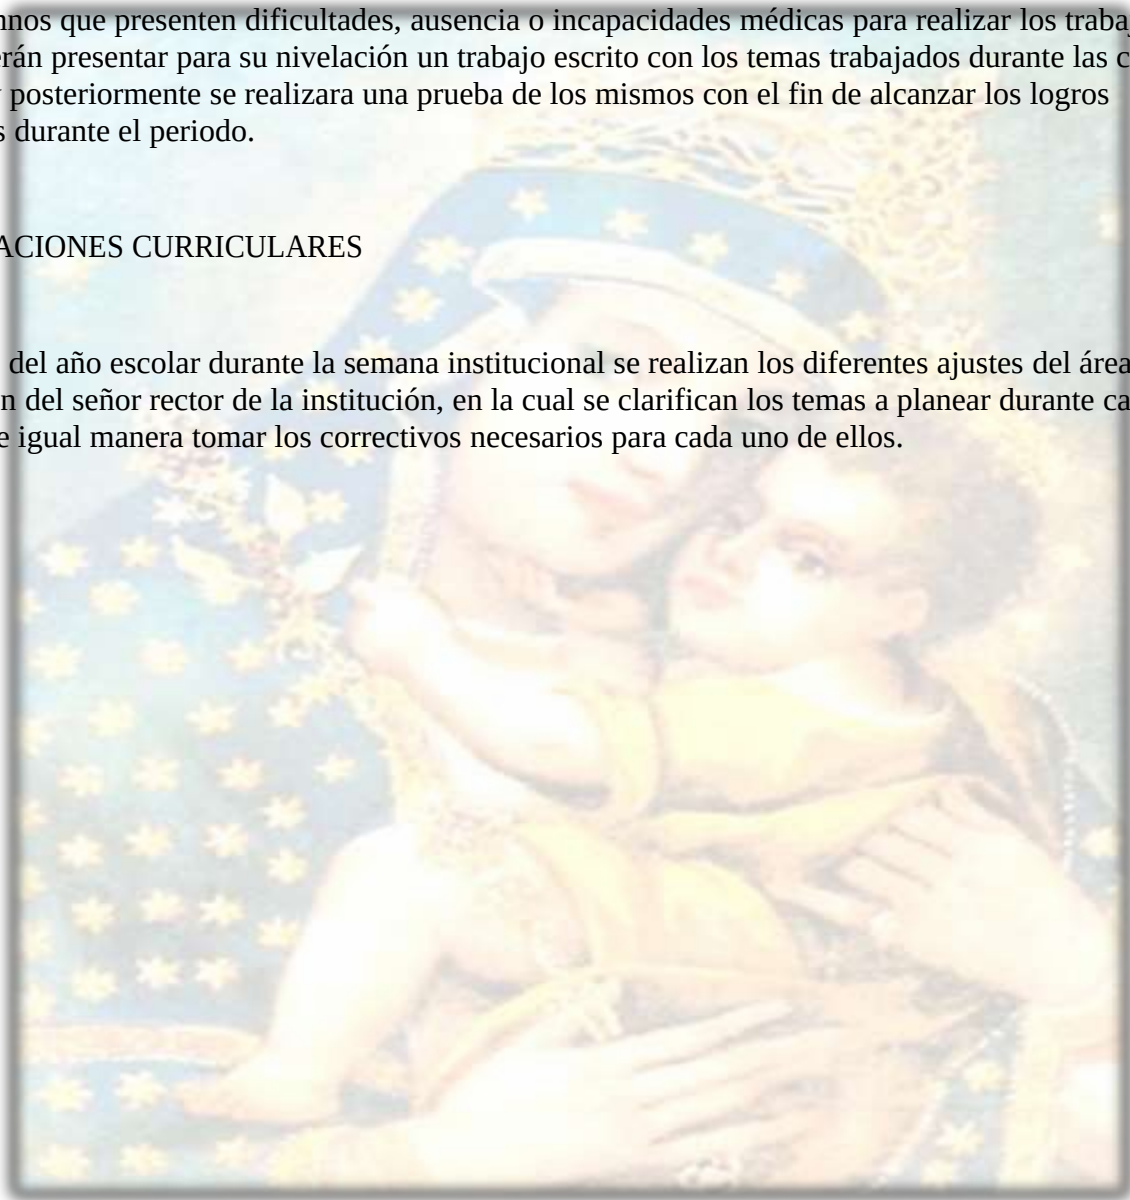 nnos que presenten dificultades, ausencia o incapacidades médicas para realizar los traba
erán presentar para su nivelación un trabajo escrito con los temas trabajados durante las c
posteriormente se realizara una prueba de los mismos con el fin de alcanzar los logros
s durante el periodo.
ACIONES CURRICULARES
del año escolar durante la semana institucional se realizan los diferentes ajustes del área
n del señor rector de la institución, en la cual se clarifican los temas a planear durante ca
e igual manera tomar los correctivos necesarios para cada uno de ellos.